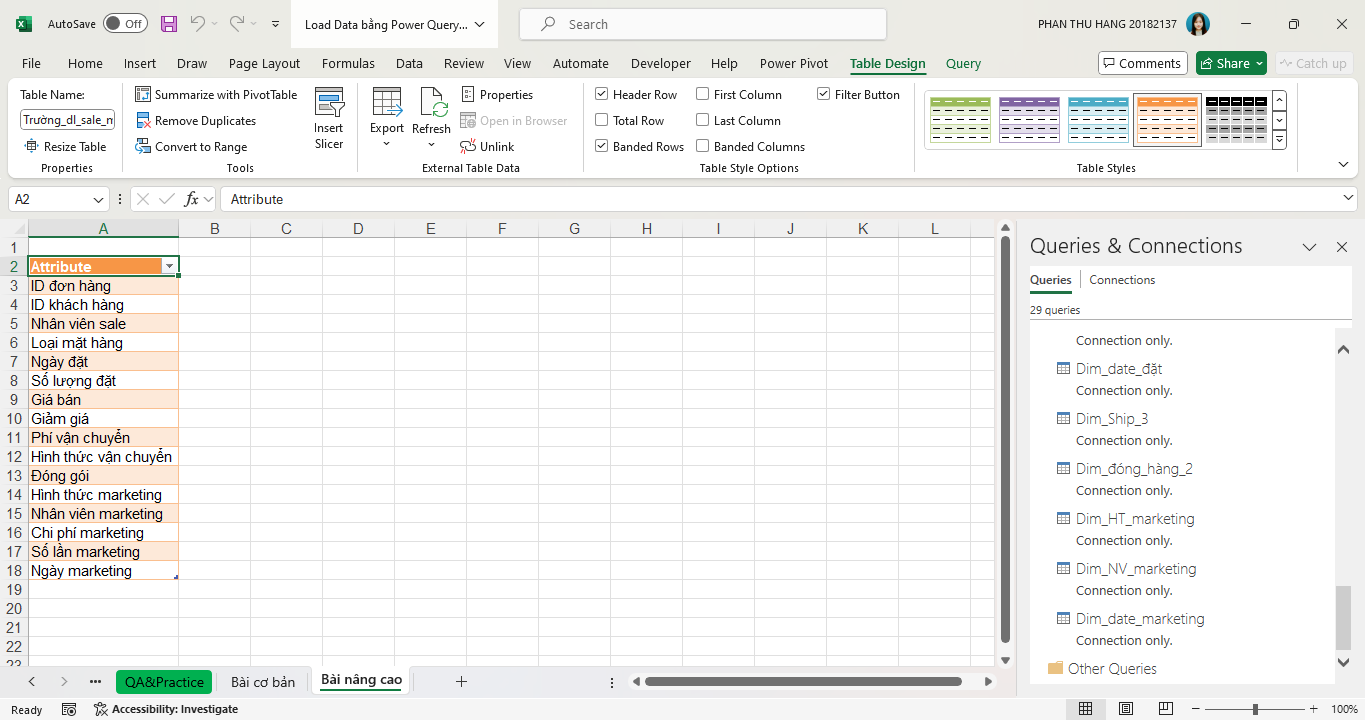 AutoSave Off Load Data bằng Power Query... Search PHAN THU HANG 20182137
File Home Insert Draw Page Layout Formulas Data Review View Automate Developer Help Power Pivot Table Design Query Comments Share Catch up
Table Name:
Trường_dl_sale_m
Resize Table
Properties
Summarize with PivotTable
Remove Duplicates
Convert to Range
Insert
Slicer
Tools
Export
Refresh
Properties
Open in Browser
Unlink
External Table Data
Header Row First Column Filter Button
Total Row Last Column
Banded Rows Banded Columns
Table Style Options
Table Styles
A2 fx Attribute
A B C D E F G H I J K L
1
2 Attribute
3 ID đơn hàng
4 ID khách hàng
5 Nhân viên sale
6 Loại mặt hàng
7 Ngày đặt
8 Số lượng đặt
9 Giá bán
10 Giảm giá
11 Phí vận chuyển
12 Hình thức vận chuyển
13 Đóng gói
14 Hình thức marketing
15 Nhân viên marketing
16 Chi phí marketing
17 Số lần marketing
18 Ngày marketing
19
20
21
22
23
Queries & Connections
Queries Connections
29 queries
Connection only.
Dim_date_đặt
Connection only.
Dim_Ship_3
Connection only.
Dim_đóng_hàng_2
Connection only.
Dim_HT_marketing
Connection only.
Dim_NV_marketing
Connection only.
Dim_date_marketing
Connection only.
Other Queries
... QA&Practice Bài cơ bản Bài nâng cao
Ready Accessibility: Investigate 100%